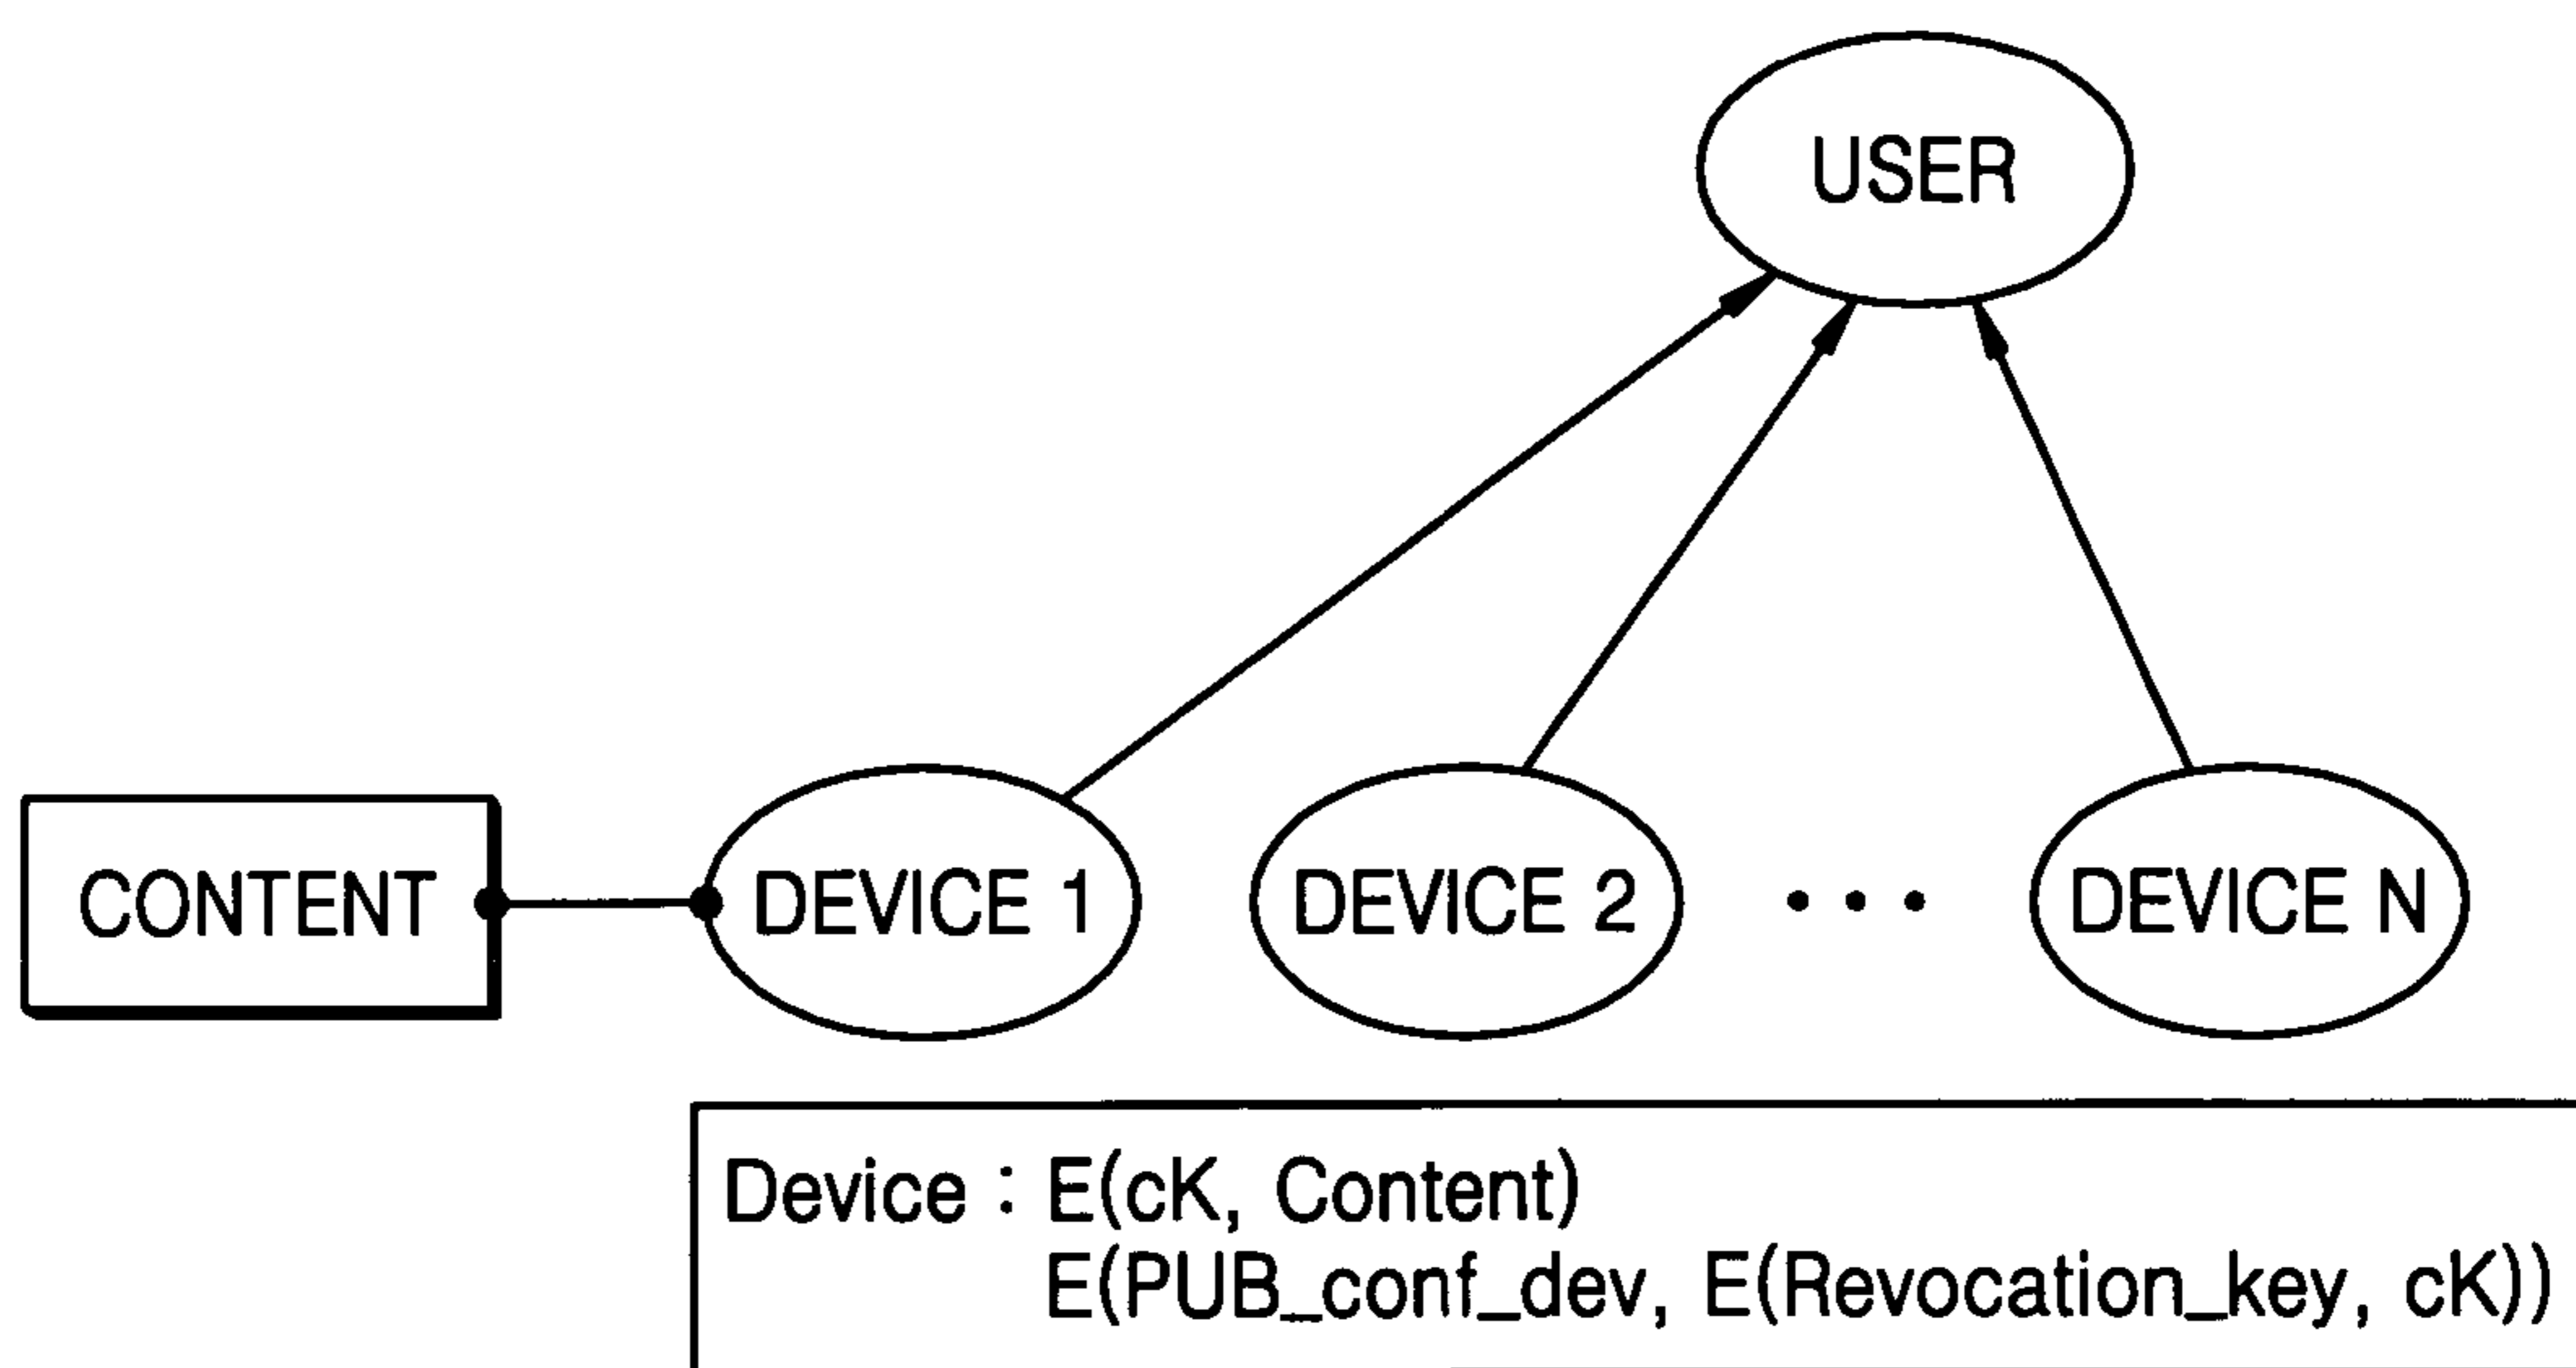 USER
CONTENT
DEVICE 1
DEVICE 2
• • •
DEVICE N
Device : E(cK, Content)
E(PUB_conf_dev, E(Revocation_key, cK))